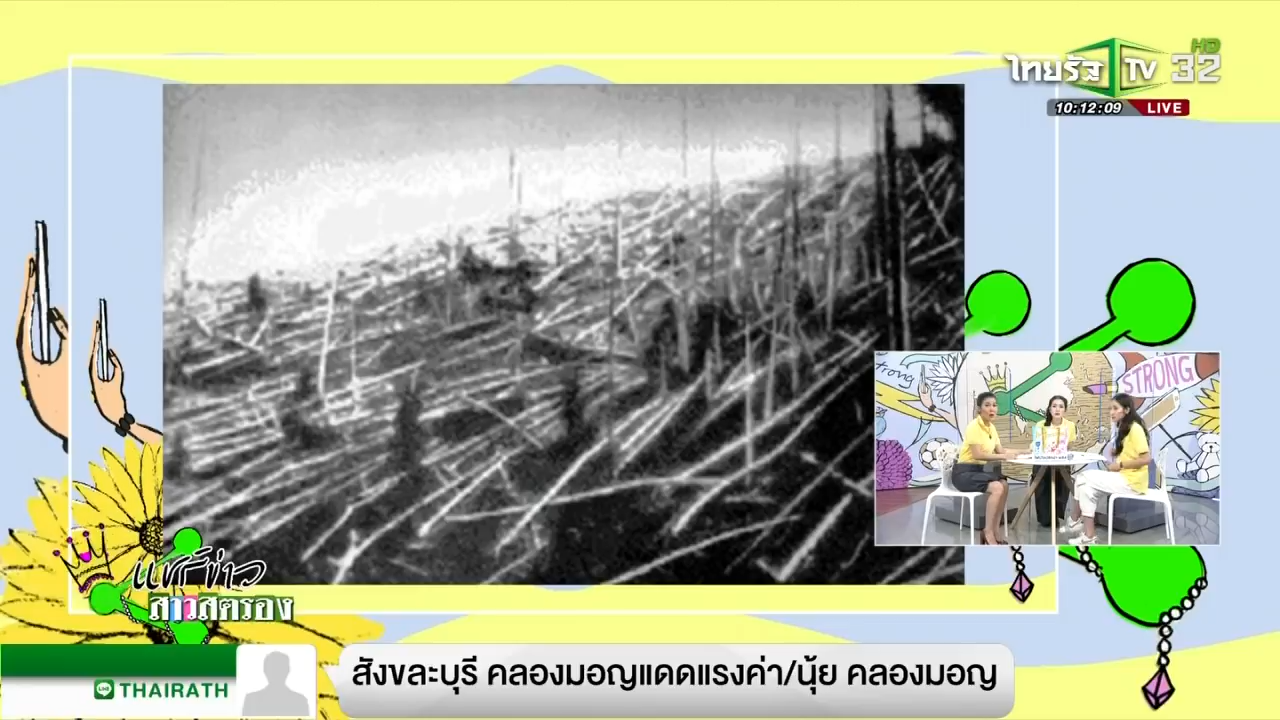 ไทยรัฐ TV 32 HD
10:12:09 LIVE
STRONG
แชร์ข่าว
สาวสตรอง
THAIRATH
สังขละบุรี คลองมอญแดดแรงค่า/นุ้ย คลองมอญ